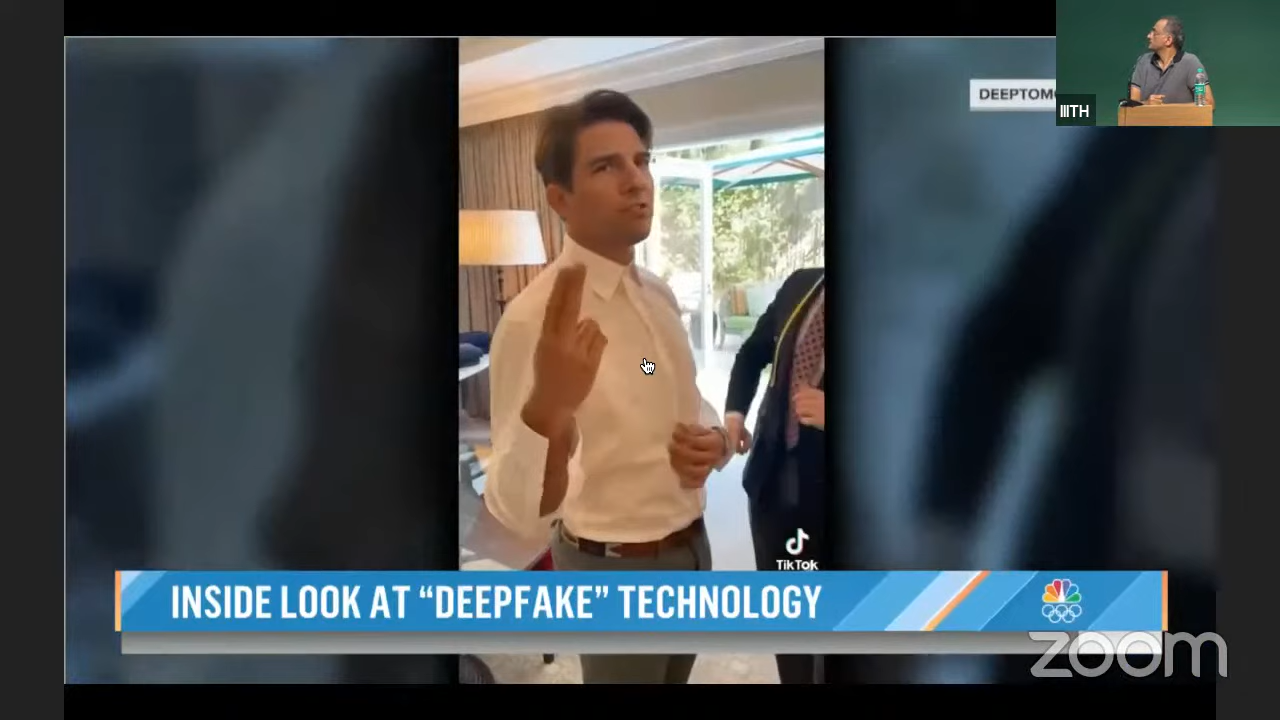 DEEPTOM
IIITH
TikTok
INSIDE LOOK AT “DEEPFAKE” TECHNOLOGY
zoom